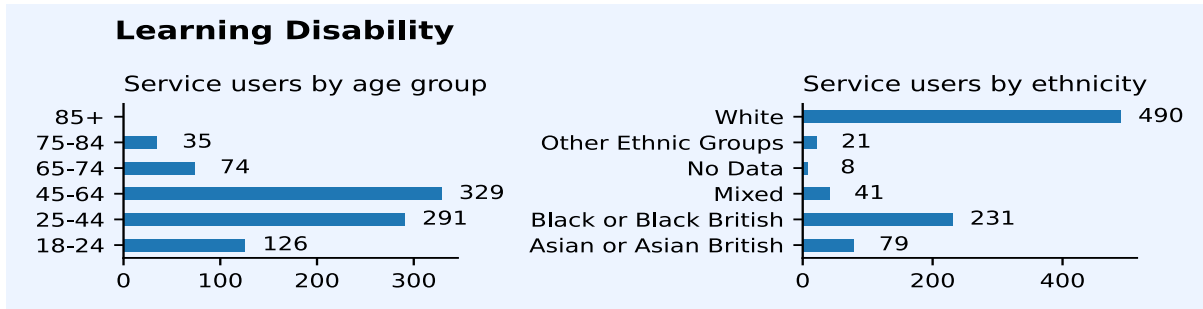 Learning Disability
Service users by age group
85+
75-84 35
65-74 74
45-64 329
25-44 291
18-24 126
0 100 200 300
Service users by ethnicity
White 490
Other Ethnic Groups 21
No Data 8
Mixed 41
Black or Black British 231
Asian or Asian British 79
0 200 400